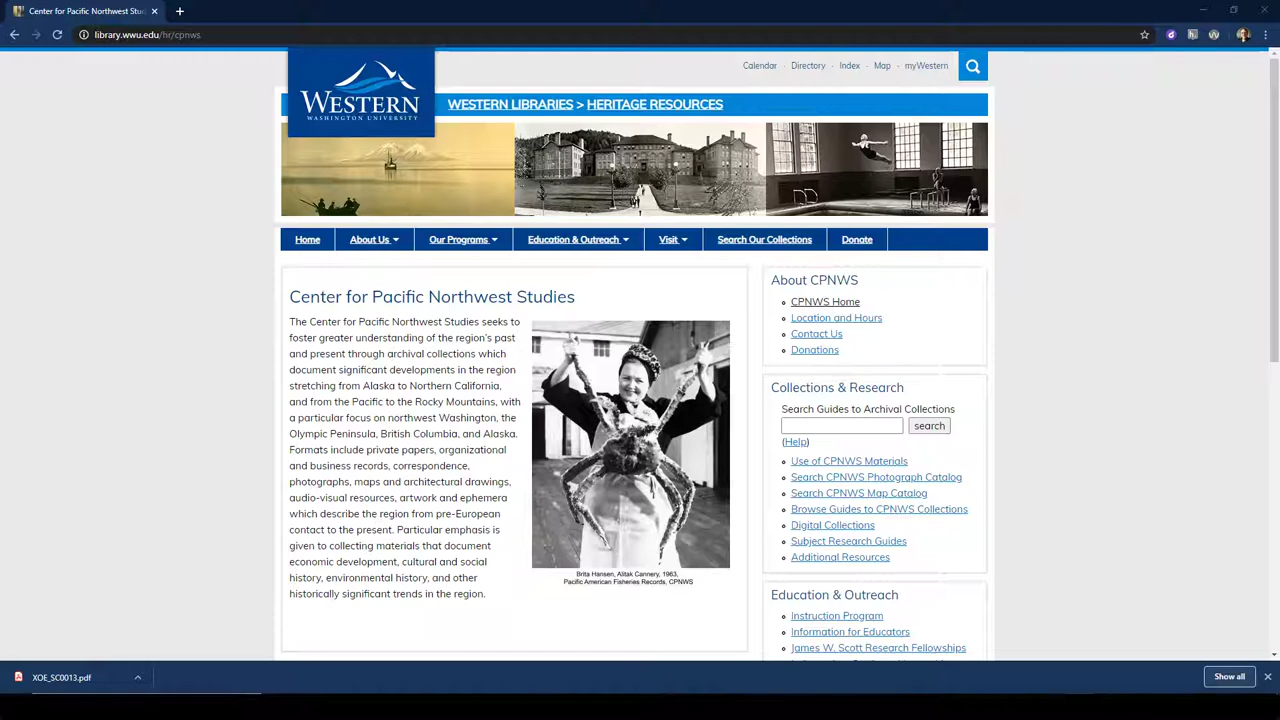 Center for Pacific Northwest Stud
library.wwu.edu/hr/cpnws
Calendar · Directory · Index · Map · myWestern
WESTERN
WASHINGTON UNIVERSITY
WESTERN LIBRARIES > HERITAGE RESOURCES
Home About Us Our Programs Education & Outreach Visit Search Our Collections Donate
Center for Pacific Northwest Studies
The Center for Pacific Northwest Studies seeks to
foster greater understanding of the region's past
and present through archival collections which
document significant developments in the region
stretching from Alaska to Northern California,
and from the Pacific to the Rocky Mountains, with
a particular focus on northwest Washington, the
Olympic Peninsula, British Columbia, and Alaska.
Formats include private papers, organizational
and business records, correspondence,
photographs, maps and architectural drawings,
audio-visual resources, artwork and ephemera
which describe the region from pre-European
contact to the present. Particular emphasis is
given to collecting materials that document
economic development, cultural and social
history, environmental history, and other
historically significant trends in the region.
Brita Hansen, Alitak Cannery, 1963,
Pacific American Fisheries Records, CPNWS
About CPNWS
CPNWS Home
Location and Hours
Contact Us
Donations
Collections & Research
Search Guides to Archival Collections
search
(Help)
Use of CPNWS Materials
Search CPNWS Photograph Catalog
Search CPNWS Map Catalog
Browse Guides to CPNWS Collections
Digital Collections
Subject Research Guides
Additional Resources
Education & Outreach
Instruction Program
Information for Educators
James W. Scott Research Fellowships
XOE_SC0013.pdf
Show all